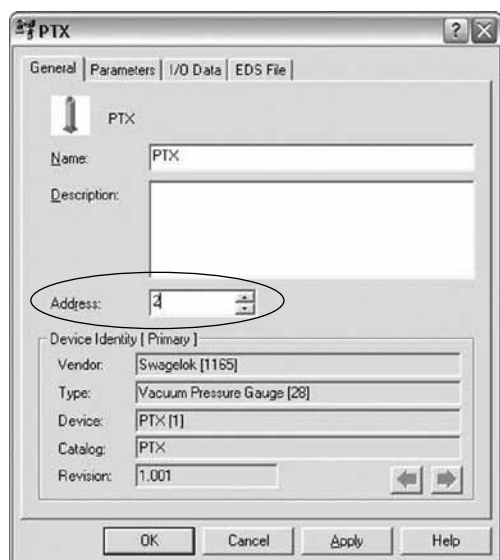 PTX
General Parameters I/O Data EDS File
PTX
Name: PTX
Description:
Address: 2
Device Identity [ Primary ]
Vendor: Swagelok [1165]
Type: Vacuum Pressure Gauge [28]
Device: PTX [1]
Catalog: PTX
Revision: 1.001
OK Cancel Apply Help